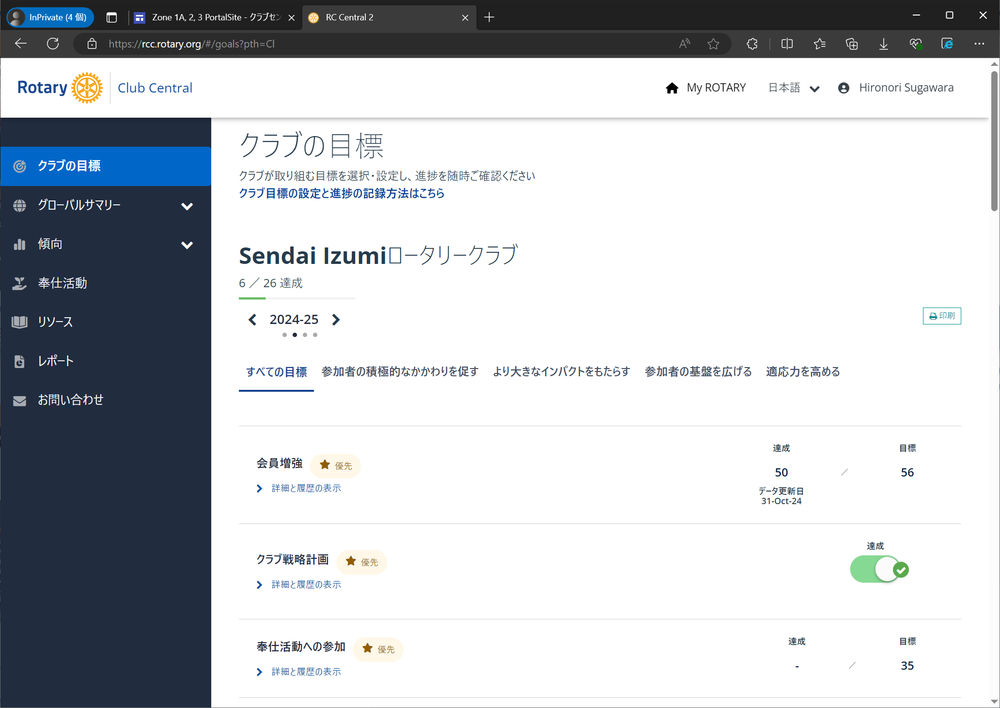 InPrivate (4 個)
Zone 1A, 2, 3 PortalSite - クラブセン
RC Central 2
https://rcc.rotary.org/#/goals?pth=Cl
Rotary
Club Central
My ROTARY
日本語
Hironori Sugawara
クラブの目標
グローバルサマリー
傾向
奉仕活動
リソース
レポート
お問い合わせ
クラブの目標
クラブが取り組む目標を選択・設定し、進捗を随時ご確認ください
クラブ目標の設定と進捗の記録方法はこちら
Sendai Izumiロータリークラブ
6 ／ 26 達成
2024-25
印刷
すべての目標 参加者の積極的なかかわりを促す より大きなインパクトをもたらす 参加者の基盤を広げる 適応力を高める
会員増強 優先
詳細と履歴の表示
達成 目標
50 ／ 56
データ更新日
31-Oct-24
クラブ戦略計画 優先
詳細と履歴の表示
達成
奉仕活動への参加 優先
詳細と履歴の表示
達成 目標
- ／ 35